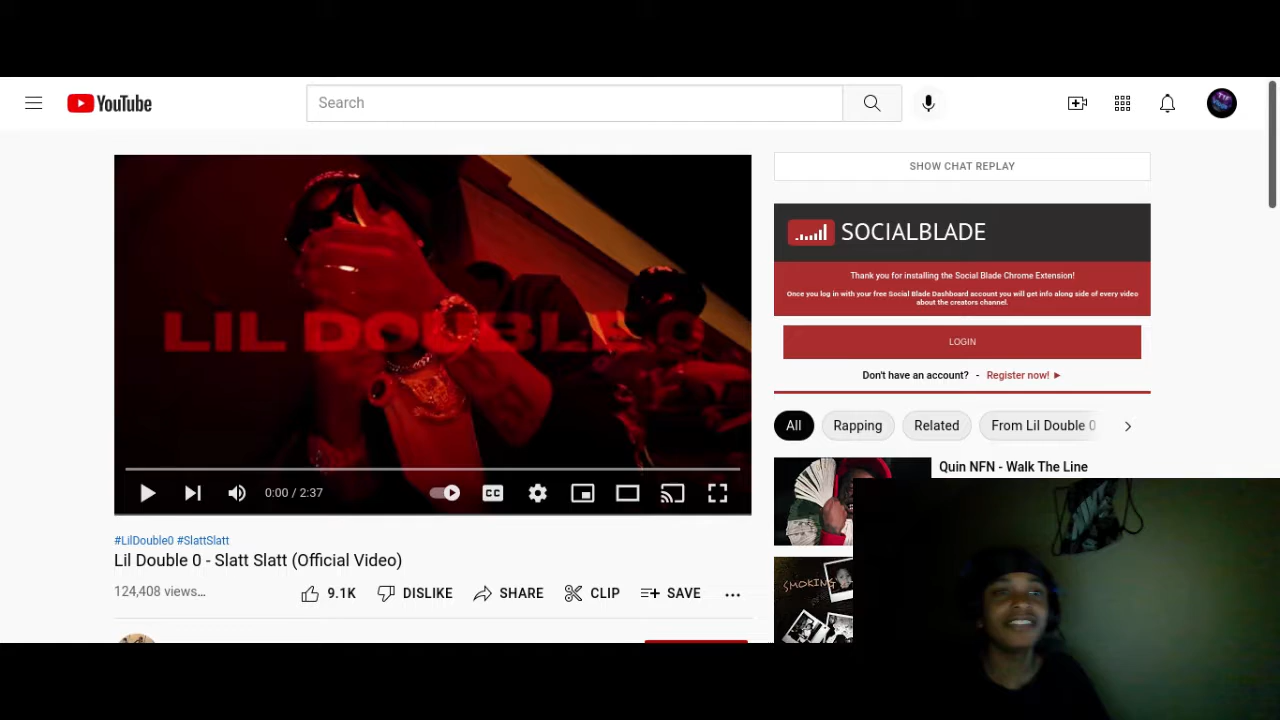 YouTube
Search
SHOW CHAT REPLAY
SOCIALBLADE
Thank you for installing the Social Blade Chrome Extension!
Once you log in with your free Social Blade Dashboard account you will get info along side of every video
about the creators channel.
LOGIN
Don't have an account? - Register now! ►
All
Rapping
Related
From Lil Double 0
LIL DOUBLE 0
0:00 / 2:37
CC
Quin NFN - Walk The Line
SMOKING
#LilDouble0 #SlattSlatt
Lil Double 0 - Slatt Slatt (Official Video)
124,408 views...
9.1K
DISLIKE
SHARE
CLIP
SAVE